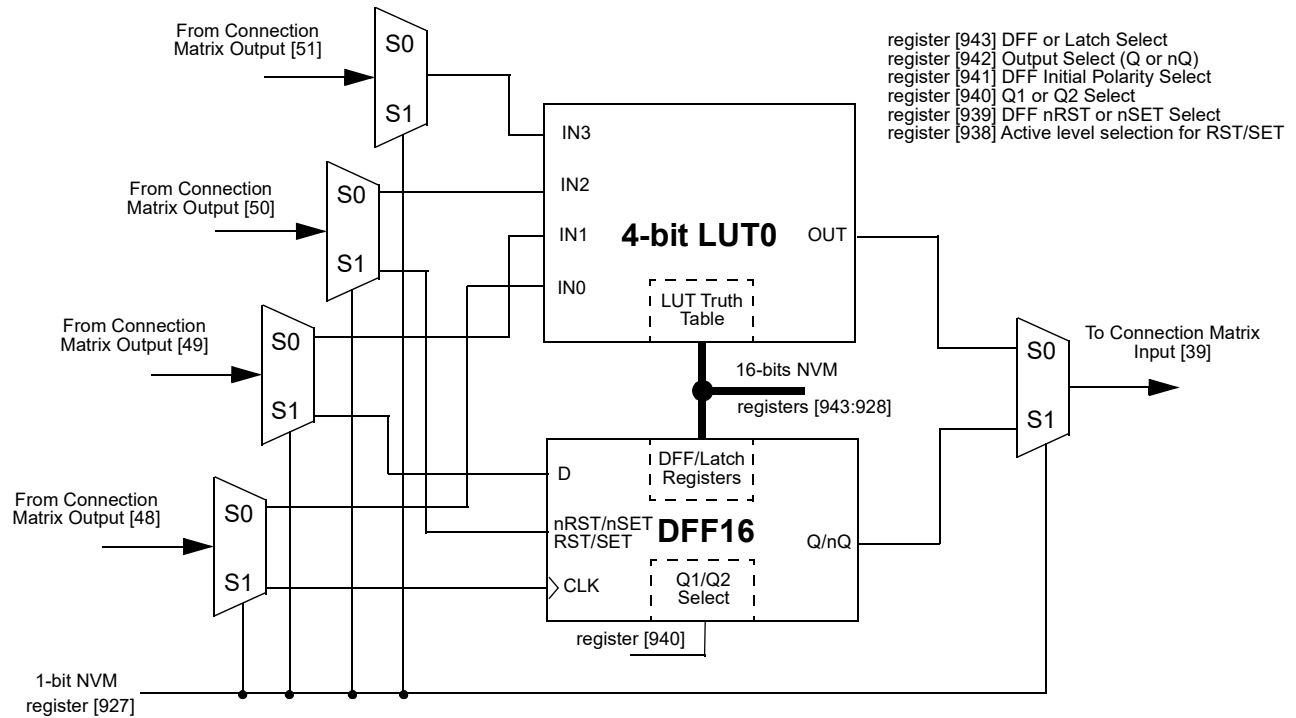 From Connection
Matrix Output [51]
S0
S1
register [943] DFF or Latch Select
register [942] Output Select (Q or nQ)
register [941] DFF Initial Polarity Select
register [940] Q1 or Q2 Select
register [939] DFF nRST or nSET Select
register [938] Active level selection for RST/SET
From Connection
Matrix Output [50]
S0
S1
IN3
IN2
IN1
IN0
4-bit LUT0
OUT
LUT Truth
Table
From Connection
Matrix Output [49]
S0
S1
16-bits NVM
registers [943:928]
To Connection Matrix
Input [39]
S0
S1
From Connection
Matrix Output [48]
S0
S1
DFF/Latch
Registers
D
nRST/nSET
RST/SET
DFF16
Q/nQ
CLK
Q1/Q2
Select
register [940]
1-bit NVM
register [927]